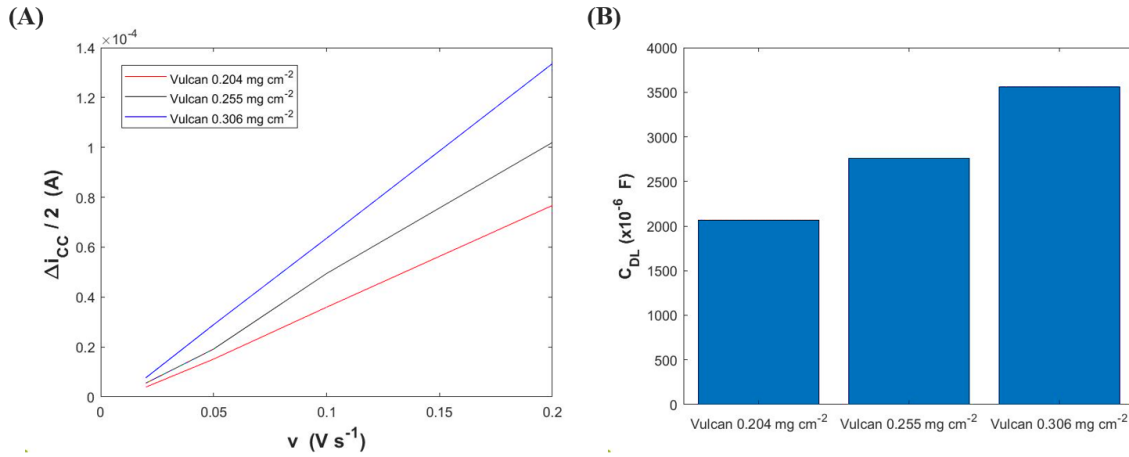 (A)
(B)
×10⁻⁴
1.4
1.2
1
0.8
0.6
0.4
0.2
0
Δi_CC / 2 (A)
Vulcan 0.204 mg cm⁻²
Vulcan 0.255 mg cm⁻²
Vulcan 0.306 mg cm⁻²
0 0.05 0.1 0.15 0.2
v (V s⁻¹)
4000
3500
3000
2500
2000
1500
1000
500
0
C_DL (x10⁻⁶ F)
Vulcan 0.204 mg cm⁻² Vulcan 0.255 mg cm⁻² Vulcan 0.306 mg cm⁻²